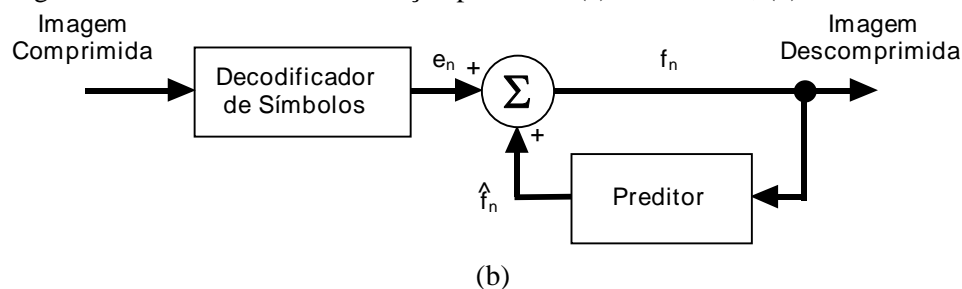 Imagem
Comprimida
Decodificador
de Símbolos
eₙ
+
Σ
+
fₙ
Imagem
Descomprimida
f̂ₙ
Preditor
(b)